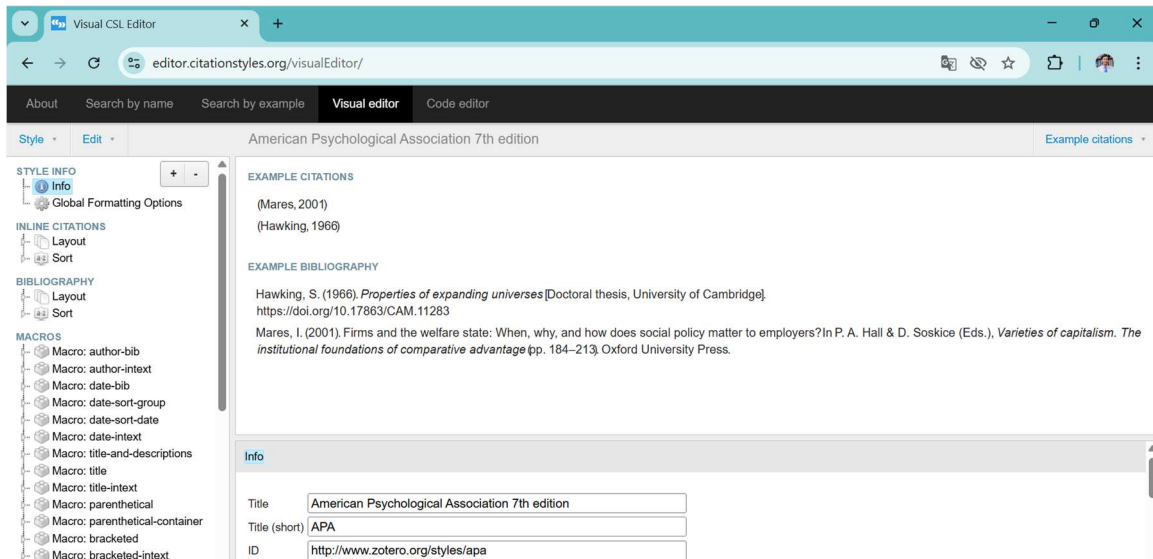 Visual CSL Editor
editor.citationstyles.org/visualEditor/
About Search by name Search by example Visual editor Code editor
Style Edit American Psychological Association 7th edition Example citations
STYLE INFO
+ -
Info
Global Formatting Options
INLINE CITATIONS
Layout
Sort
BIBLIOGRAPHY
Layout
Sort
MACROS
Macro: author-bib
Macro: author-intext
Macro: date-bib
Macro: date-sort-group
Macro: date-sort-date
Macro: date-intext
Macro: title-and-descriptions
Macro: title
Macro: title-intext
Macro: parenthetical
Macro: parenthetical-container
Macro: bracketed
Macro: bracketed-intext
EXAMPLE CITATIONS
(Mares, 2001)
(Hawking, 1966)
EXAMPLE BIBLIOGRAPHY
Hawking, S. (1966). Properties of expanding universes [Doctoral thesis, University of Cambridge].
https://doi.org/10.17863/CAM.11283
Mares, I. (2001). Firms and the welfare state: When, why, and how does social policy matter to employers? In P. A. Hall & D. Soskice (Eds.), Varieties of capitalism. The
institutional foundations of comparative advantage (pp. 184–213). Oxford University Press.
Info
Title American Psychological Association 7th edition
Title (short) APA
ID http://www.zotero.org/styles/apa